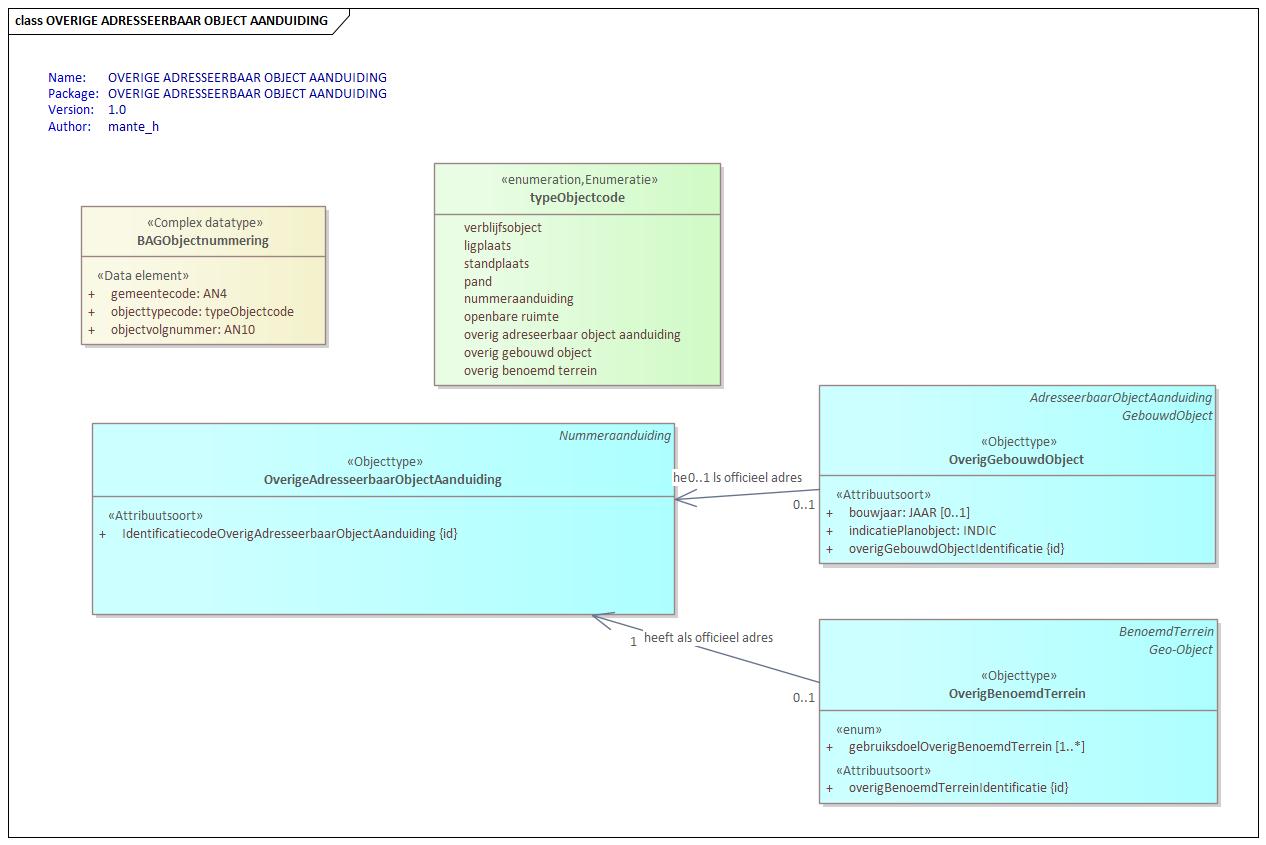 class OVERIGE ADRESSEERBAAR OBJECT AANDUIDING
Name: OVERIGE ADRESSEERBAAR OBJECT AANDUIDING
Package: OVERIGE ADRESSEERBAAR OBJECT AANDUIDING
Version: 1.0
Author: mante_h
«Complex datatype»
BAGObjectnummering
«Data element»
+ gemeentecode: AN4
+ objecttypecode: typeObjectcode
+ objectvolgnummer: AN10
«enumeration,Enumeratie»
typeObjectcode
verblijfsobject
ligplaats
standplaats
pand
nummeraanduiding
openbare ruimte
overig adreseerbaar object aanduiding
overig gebouwd object
overig benoemd terrein
Nummeraanduiding
«Objecttype»
OverigeAdresseerbaarObjectAanduiding
«Attribuutsoort»
+ IdentificatiecodeOverigAdresseerbaarObjectAanduiding {id}
he0..1 ls officieel adres
0..1
AdresseerbaarObjectAanduiding
GebouwdObject
«Objecttype»
OverigGebouwdObject
«Attribuutsoort»
+ bouwjaar: JAAR [0..1]
+ indicatiePlanobject: INDIC
+ overigGebouwdObjectIdentificatie {id}
1 heeft als officieel adres
0..1
BenoemdTerrein
Geo-Object
«Objecttype»
OverigBenoemdTerrein
«enum»
+ gebruiksdoelOverigBenoemdTerrein [1..*]
«Attribuutsoort»
+ overigBenoemdTerreinIdentificatie {id}